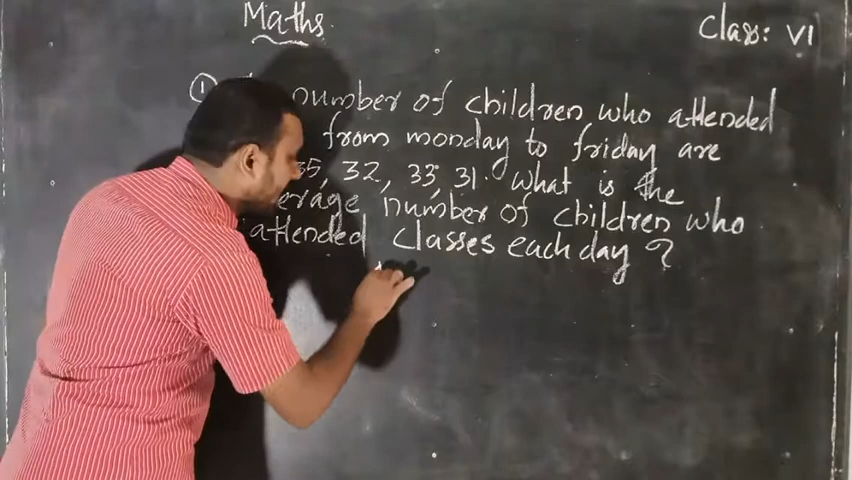 Maths
Class: VI
1 number of children who attended
from monday to friday are
35, 32, 33, 31. What is the
number of children who
attended classes each day ?